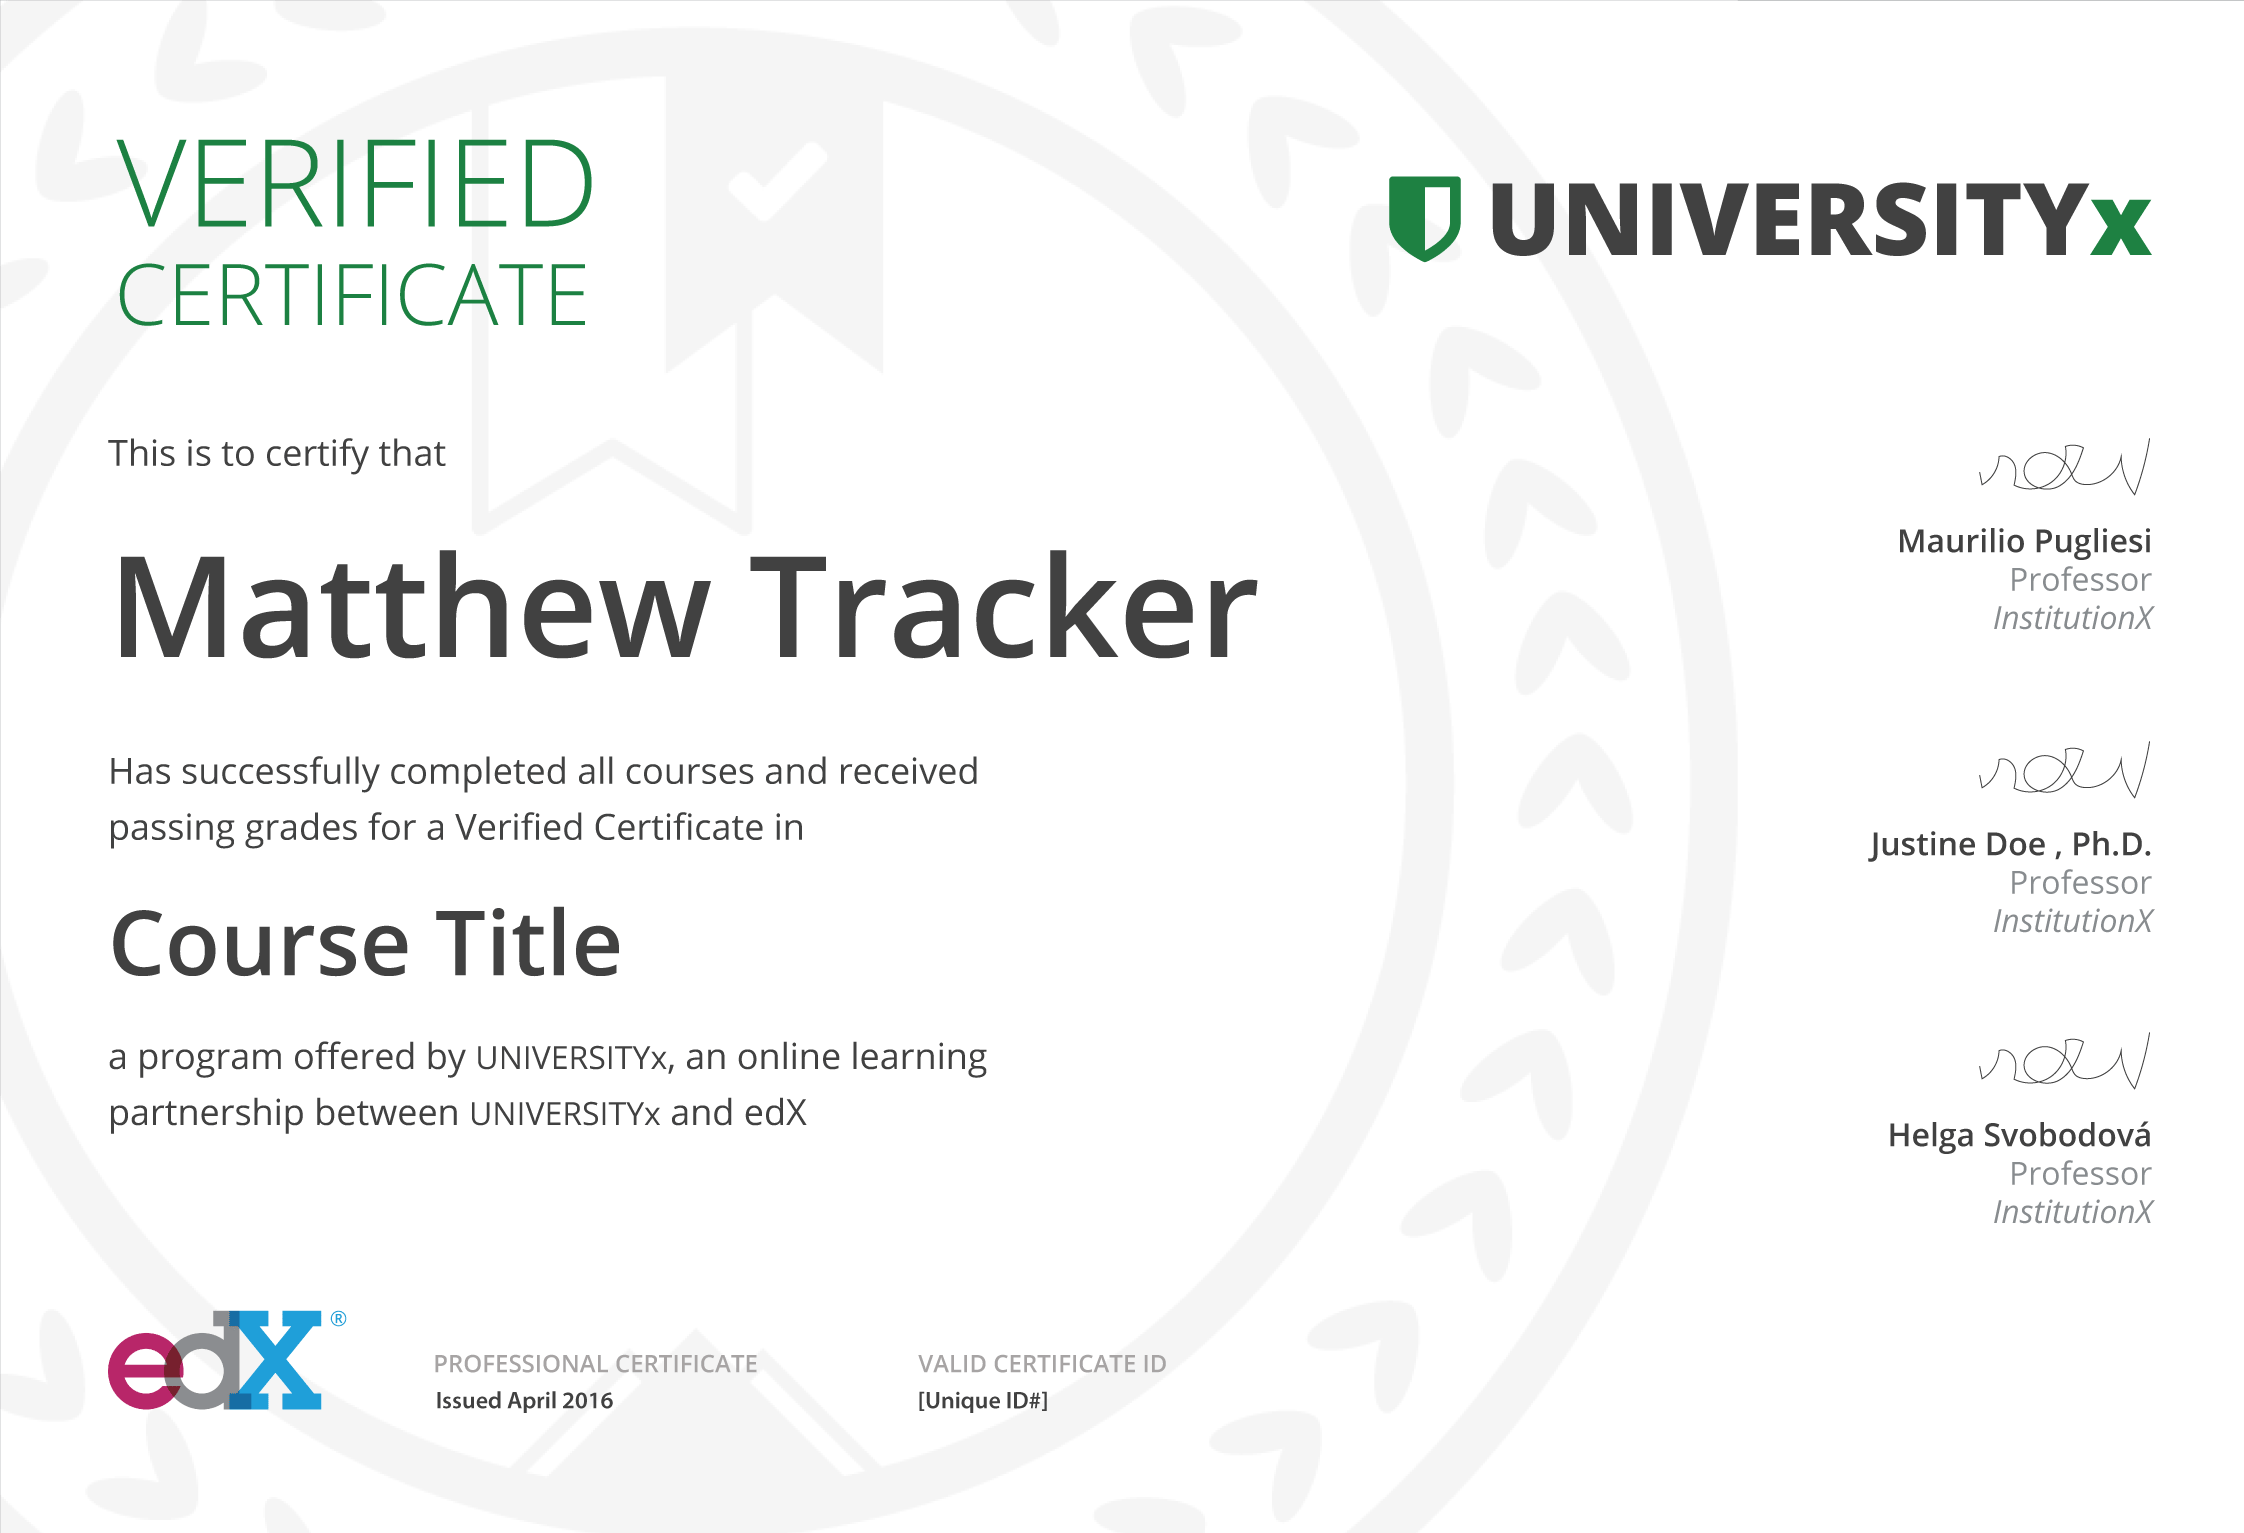 VERIFIED
CERTIFICATE
UNIVERSITYx
This is to certify that
Matthew Tracker
Has successfully completed all courses and received
passing grades for a Verified Certificate in
Course Title
a program offered by UNIVERSITYx, an online learning
partnership between UNIVERSITYx and edX
Maurilio Pugliesi
Professor
InstitutionX
Justine Doe , Ph.D.
Professor
InstitutionX
Helga Svobodová
Professor
InstitutionX
edX®
PROFESSIONAL CERTIFICATE
Issued April 2016
VALID CERTIFICATE ID
[Unique ID#]